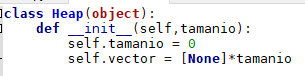 class Heap(object):
    def __init__(self,tamanio):
        self.tamanio = 0
        self.vector = [None]*tamanio